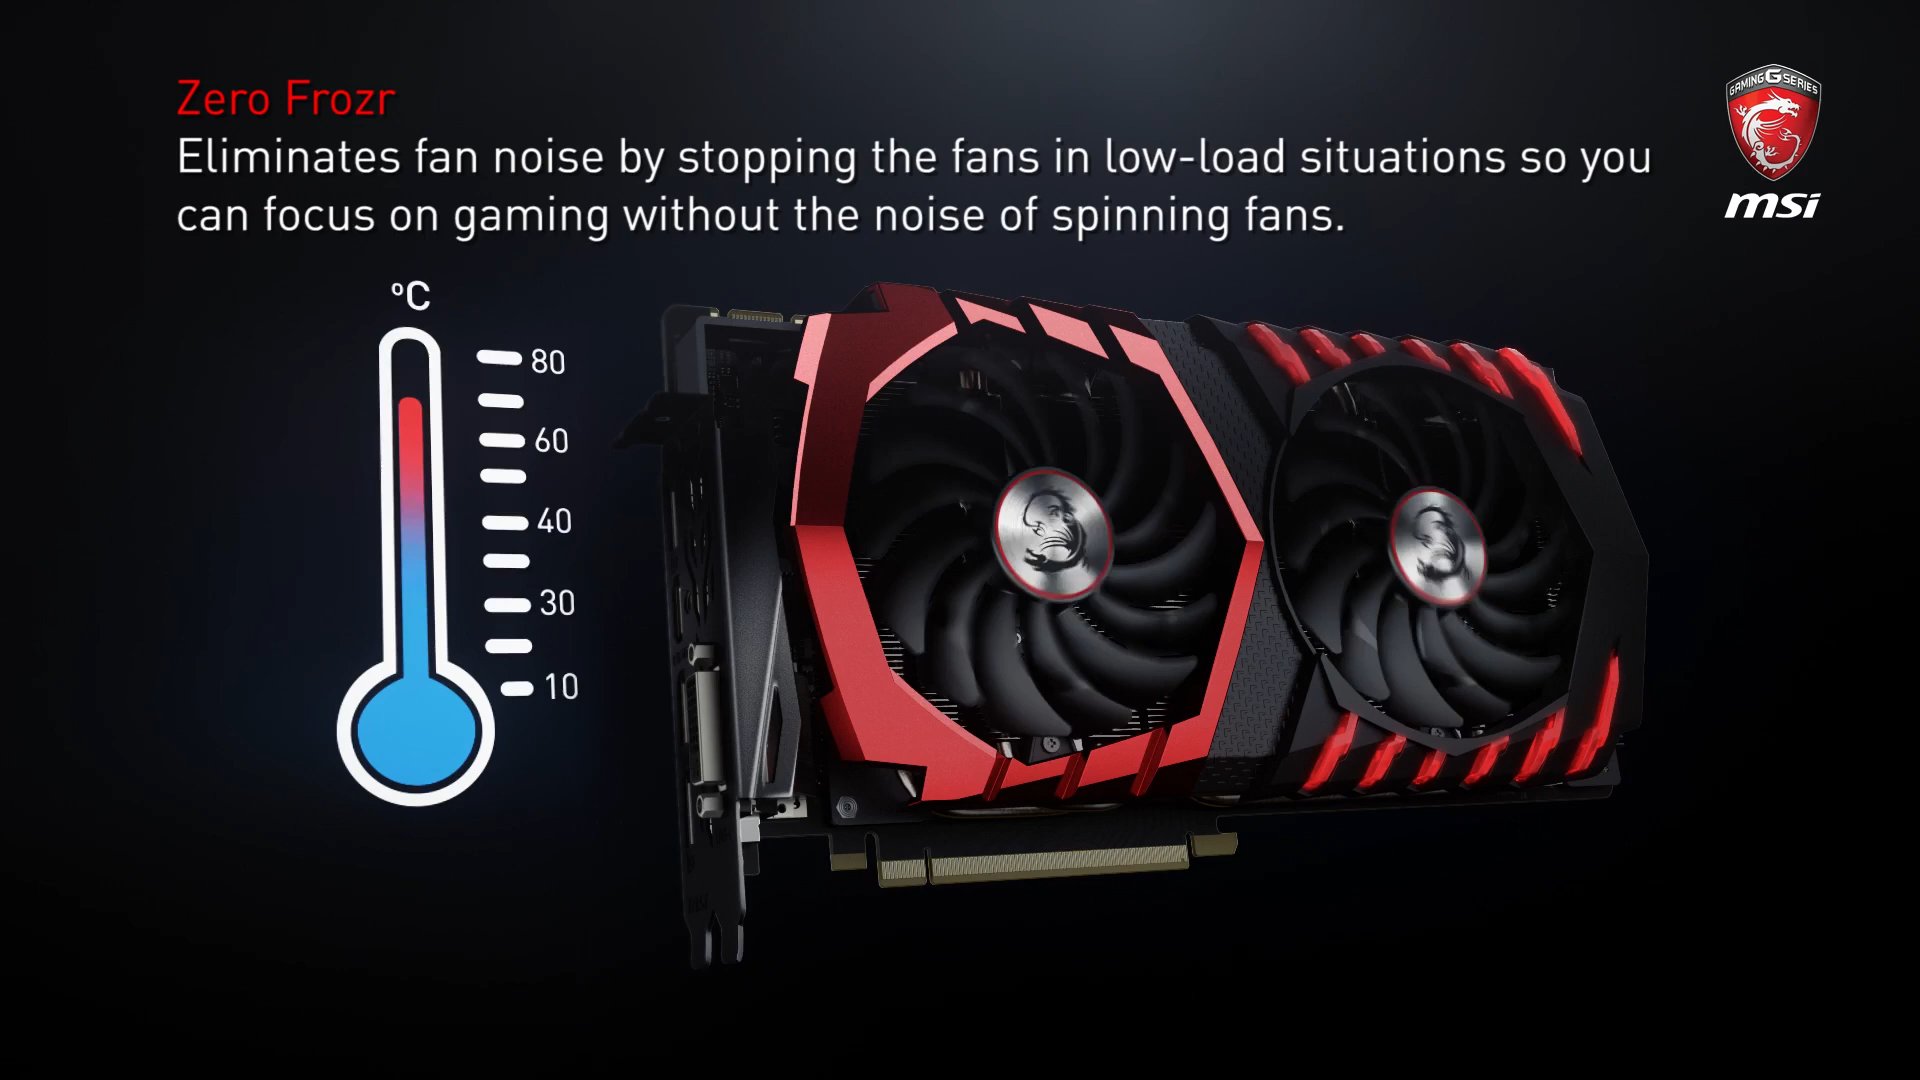 Zero Frozr
Eliminates fan noise by stopping the fans in low-load situations so you
can focus on gaming without the noise of spinning fans.
GAMING G SERIES
msi
°C
80
60
40
30
10